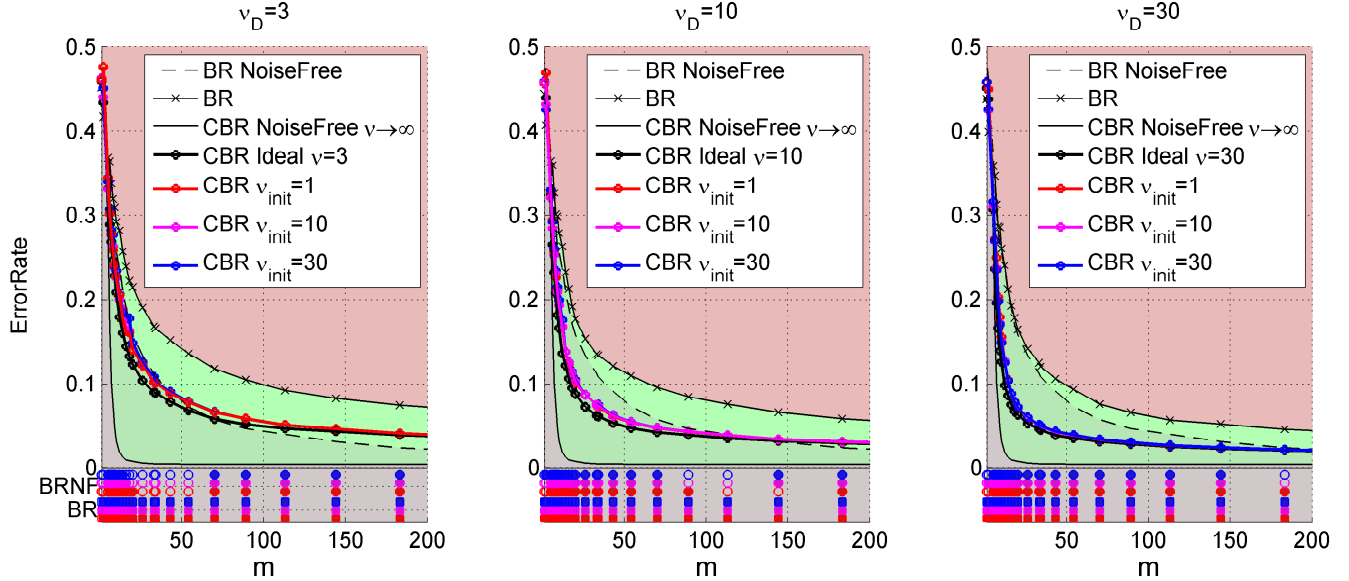 ν_D=3
0.5
0.4
0.3
0.2
0.1
0
ErrorRate
BRNF
BR
50
100
150
200
m
BR NoiseFree
BR
CBR NoiseFree ν→∞
CBR Ideal ν=3
CBR ν_init=1
CBR ν_init=10
CBR ν_init=30
ν_D=10
0.5
0.4
0.3
0.2
0.1
0
50
100
150
200
m
BR NoiseFree
BR
CBR NoiseFree ν→∞
CBR Ideal ν=10
CBR ν_init=1
CBR ν_init=10
CBR ν_init=30
ν_D=30
0.5
0.4
0.3
0.2
0.1
0
50
100
150
200
m
BR NoiseFree
BR
CBR NoiseFree ν→∞
CBR Ideal ν=30
CBR ν_init=1
CBR ν_init=10
CBR ν_init=30